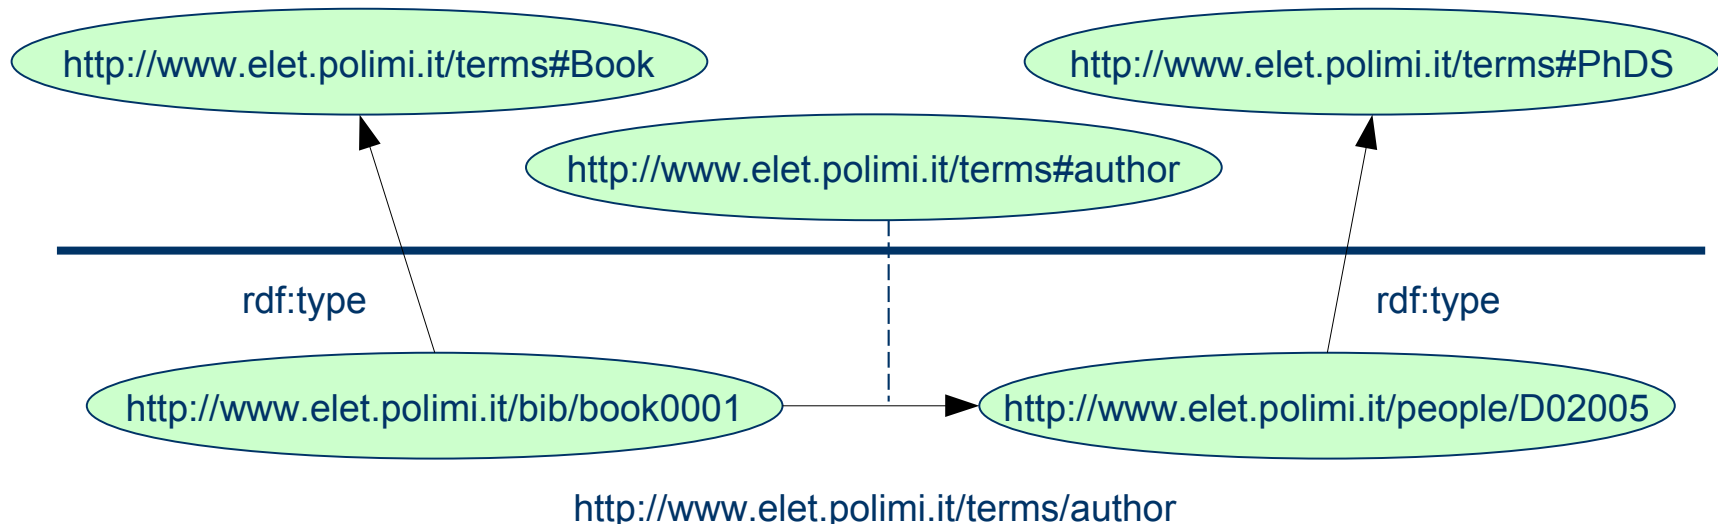 http://www.elet.polimi.it/terms#Book
http://www.elet.polimi.it/terms#PhDS
http://www.elet.polimi.it/terms#author
rdf:type
rdf:type
http://www.elet.polimi.it/bib/book0001
http://www.elet.polimi.it/people/D02005
http://www.elet.polimi.it/terms/author